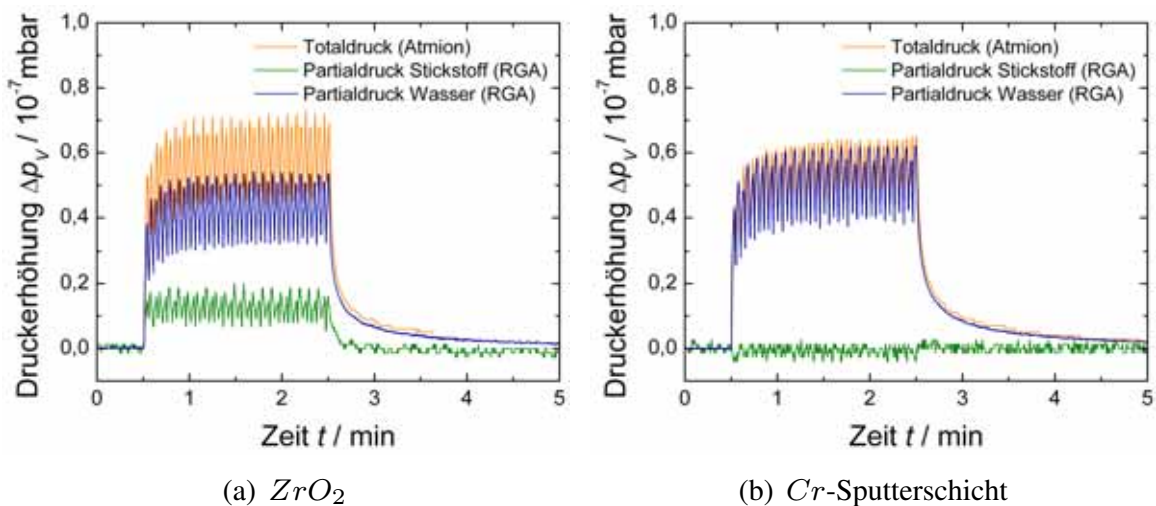 1,0
0,8
0,6
0,4
0,2
0,0
Druckerhöhung Δp_V / 10⁻⁷ mbar
Totaldruck (Atmion)
Partialdruck Stickstoff (RGA)
Partialdruck Wasser (RGA)
0 1 2 3 4 5
Zeit t / min
(a) ZrO₂
1,0
0,8
0,6
0,4
0,2
0,0
Druckerhöhung Δp_V / 10⁻⁷ mbar
Totaldruck (Atmion)
Partialdruck Stickstoff (RGA)
Partialdruck Wasser (RGA)
0 1 2 3 4 5
Zeit t / min
(b) Cr-Sputterschicht